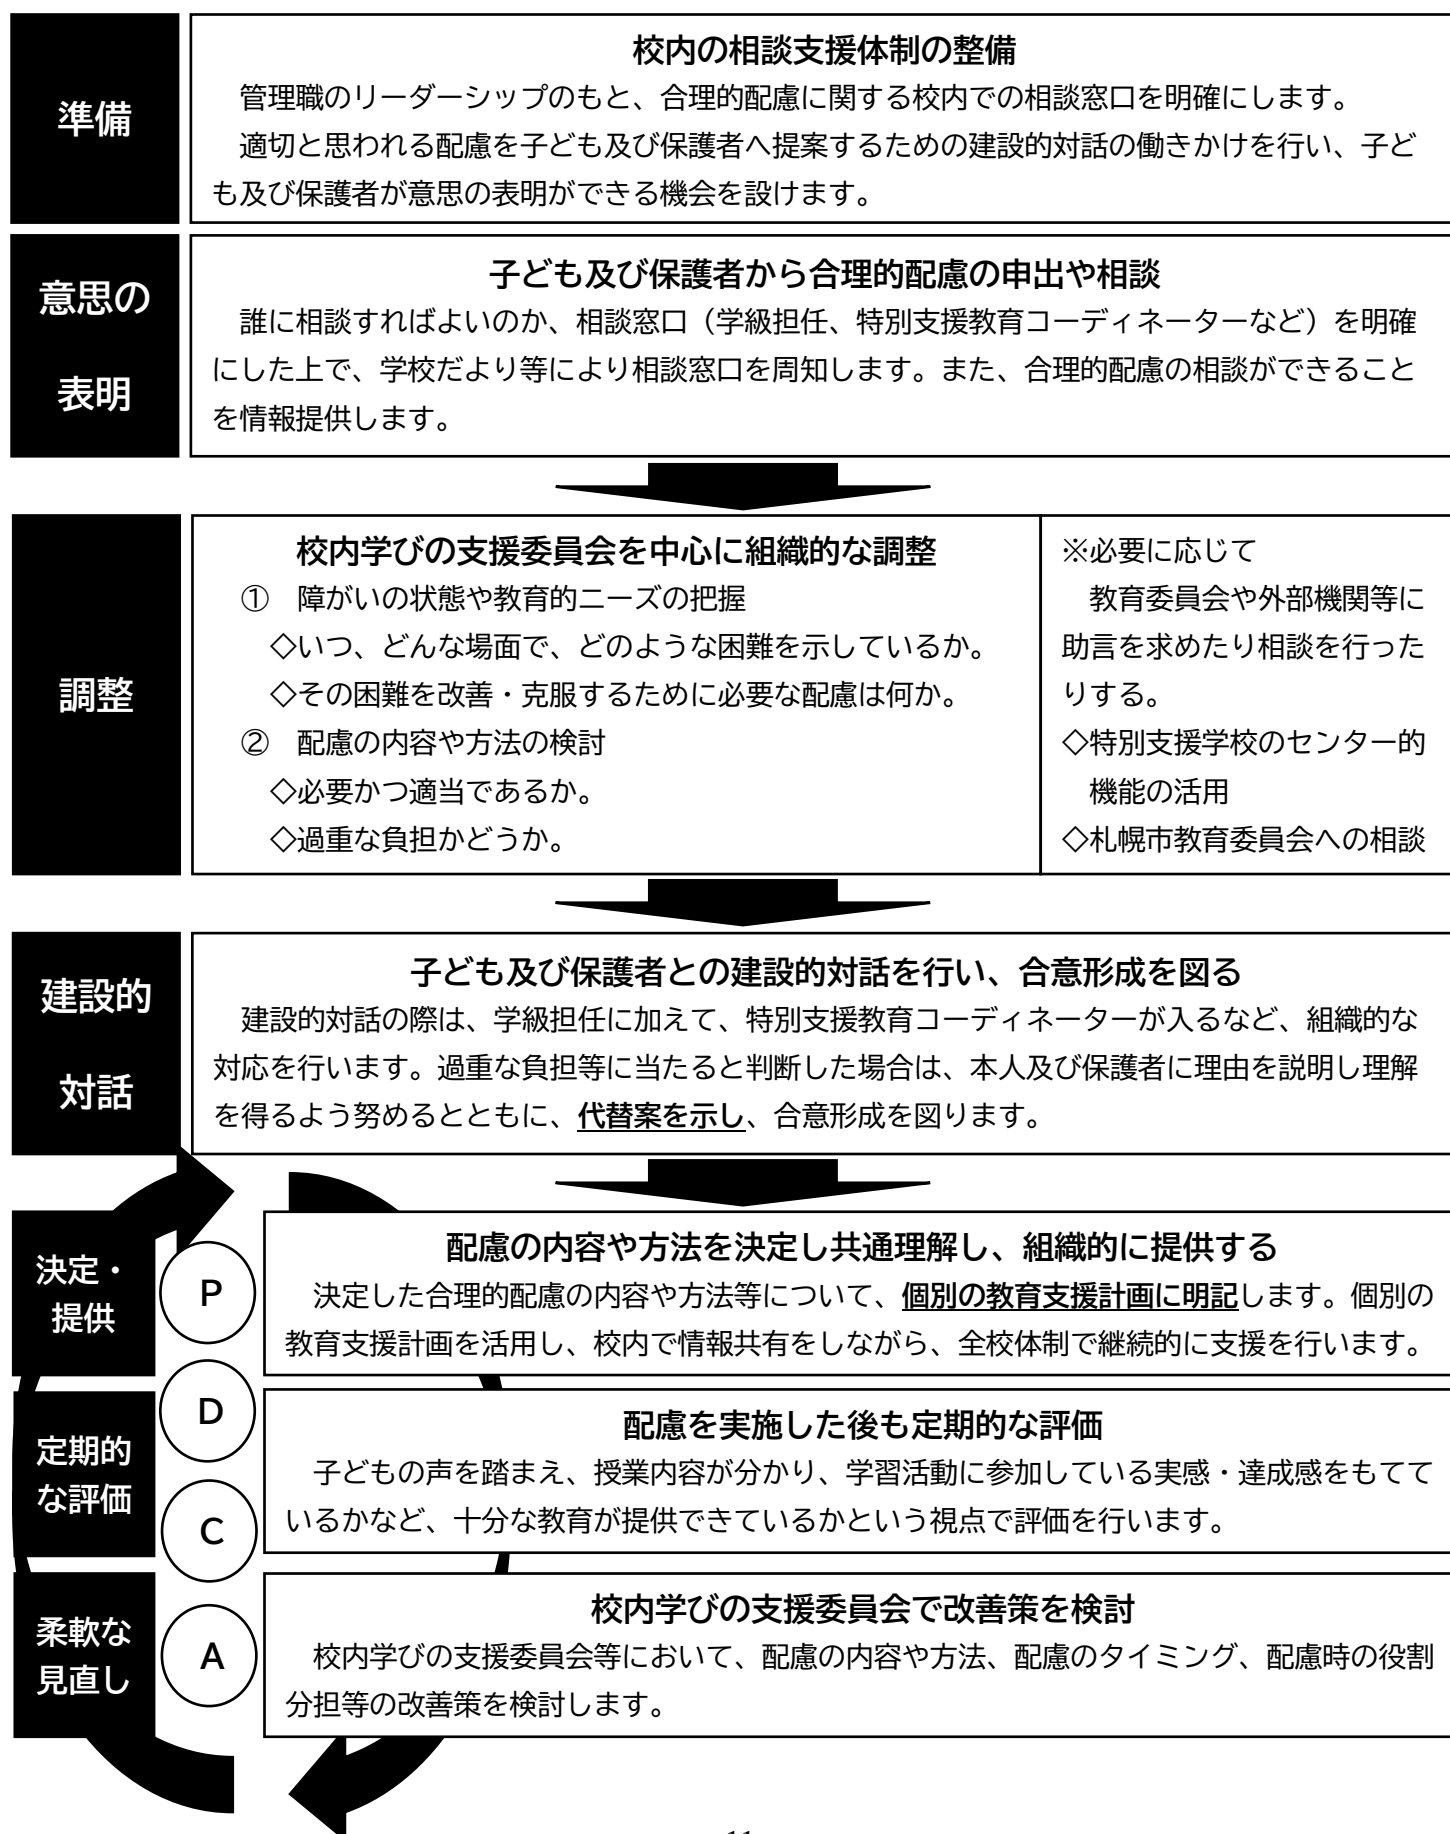 準備
校内の相談支援体制の整備
管理職のリーダーシップのもと、合理的配慮に関する校内での相談窓口を明確にします。
適切と思われる配慮を子ども及び保護者へ提案するための建設的対話の働きかけを行い、子ど
も及び保護者が意思の表明ができる機会を設けます。
意思の
表明
子ども及び保護者から合理的配慮の申出や相談
誰に相談すればよいのか、相談窓口（学級担任、特別支援教育コーディネーターなど）を明確
にした上で、学校だより等により相談窓口を周知します。また、合理的配慮の相談ができること
を情報提供します。
調整
校内学びの支援委員会を中心に組織的な調整
①　障がいの状態や教育的ニーズの把握
◇いつ、どんな場面で、どのような困難を示しているか。
◇その困難を改善・克服するために必要な配慮は何か。
②　配慮の内容や方法の検討
◇必要かつ適当であるか。
◇過重な負担かどうか。
※必要に応じて
教育委員会や外部機関等に
助言を求めたり相談を行った
りする。
◇特別支援学校のセンター的
機能の活用
◇札幌市教育委員会への相談
建設的
対話
子ども及び保護者との建設的対話を行い、合意形成を図る
建設的対話の際は、学級担任に加えて、特別支援教育コーディネーターが入るなど、組織的な
対応を行います。過重な負担等に当たると判断した場合は、本人及び保護者に理由を説明し理解
を得るよう努めるとともに、代替案を示し、合意形成を図ります。
決定・
提供
P
配慮の内容や方法を決定し共通理解し、組織的に提供する
決定した合理的配慮の内容や方法等について、個別の教育支援計画に明記します。個別の
教育支援計画を活用し、校内で情報共有をしながら、全校体制で継続的に支援を行います。
D
定期的
な評価
C
配慮を実施した後も定期的な評価
子どもの声を踏まえ、授業内容が分かり、学習活動に参加している実感・達成感をもてて
いるかなど、十分な教育が提供できているかという視点で評価を行います。
柔軟な
見直し
A
校内学びの支援委員会で改善策を検討
校内学びの支援委員会等において、配慮の内容や方法、配慮のタイミング、配慮時の役割
分担等の改善策を検討します。